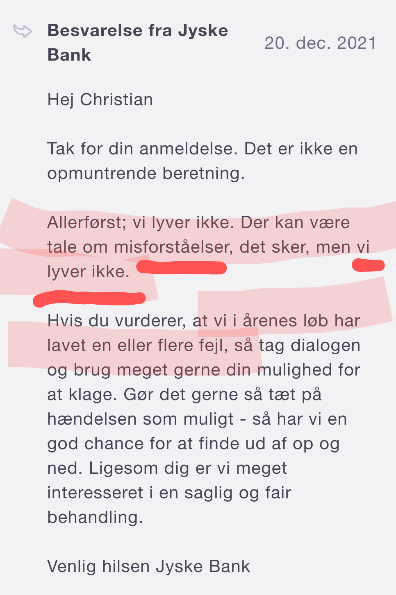 Besvarelse fra Jyske Bank
20. dec. 2021
Hej Christian
Tak for din anmeldelse. Det er ikke en
opmuntrende beretning.
Allerførst; vi lyver ikke. Der kan være
tale om misforståelser, det sker, men vi
lyver ikke.
Hvis du vurderer, at vi i årenes løb har
lavet en eller flere fejl, så tag dialogen
og brug meget gerne din mulighed for
at klage. Gør det gerne så tæt på
hændelsen som muligt - så har vi en
god chance for at finde ud af op og
ned. Ligesom dig er vi meget
interesseret i en saglig og fair
behandling.
Venlig hilsen Jyske Bank